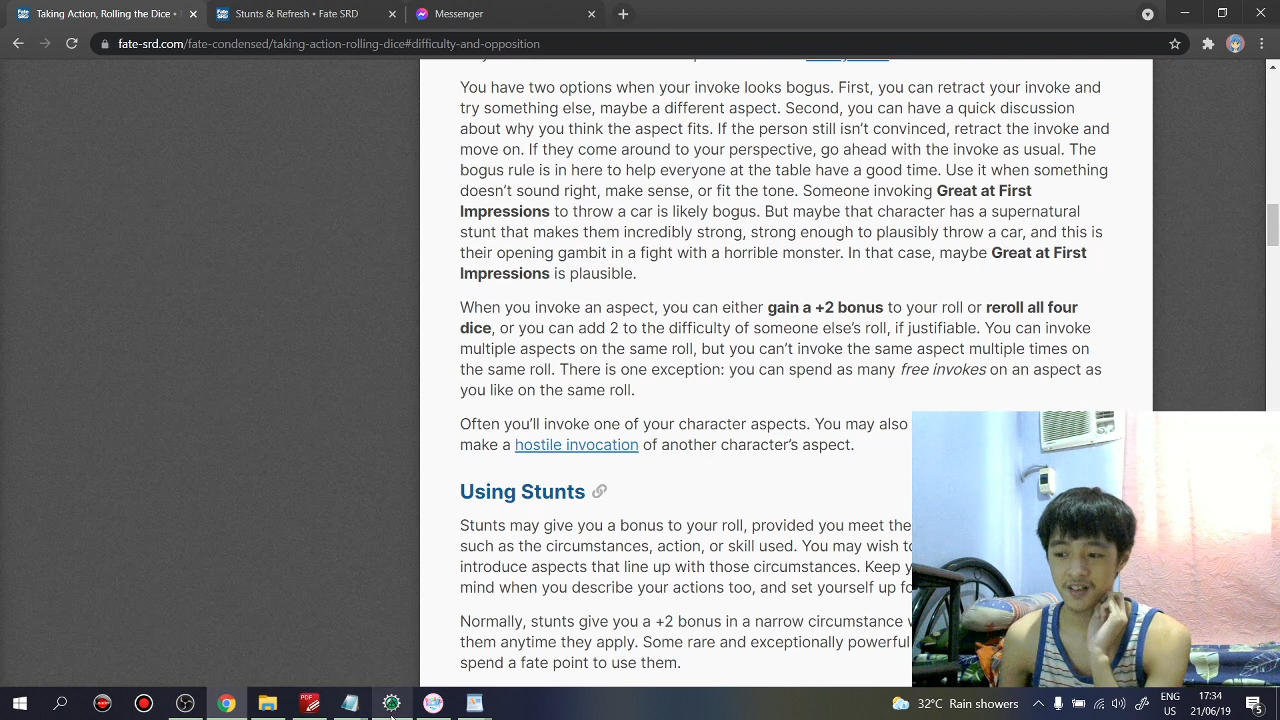 Taking Action, Rolling the Dice •
Stunts & Refresh • Fate SRD
Messenger
fate-srd.com/fate-condensed/taking-action-rolling-dice#difficulty-and-opposition
You have two options when your invoke looks bogus. First, you can retract your invoke and
try something else, maybe a different aspect. Second, you can have a quick discussion
about why you think the aspect fits. If the person still isn’t convinced, retract the invoke and
move on. If they come around to your perspective, go ahead with the invoke as usual. The
bogus rule is in here to help everyone at the table have a good time. Use it when something
doesn’t sound right, make sense, or fit the tone. Someone invoking Great at First
Impressions to throw a car is likely bogus. But maybe that character has a supernatural
stunt that makes them incredibly strong, strong enough to plausibly throw a car, and this is
their opening gambit in a fight with a horrible monster. In that case, maybe Great at First
Impressions is plausible.
When you invoke an aspect, you can either gain a +2 bonus to your roll or reroll all four
dice, or you can add 2 to the difficulty of someone else’s roll, if justifiable. You can invoke
multiple aspects on the same roll, but you can’t invoke the same aspect multiple times on
the same roll. There is one exception: you can spend as many free invokes on an aspect as
you like on the same roll.
Often you’ll invoke one of your character aspects. You may also
make a hostile invocation of another character’s aspect.
Using Stunts
Stunts may give you a bonus to your roll, provided you meet the
such as the circumstances, action, or skill used. You may wish to
introduce aspects that line up with those circumstances. Keep
mind when you describe your actions too, and set yourself up
Normally, stunts give you a +2 bonus in a narrow circumstance
them anytime they apply. Some rare and exceptionally powerful
spend a fate point to use them.
PDF
32°C Rain showers
ENG
US
17:34
21/06/19
5